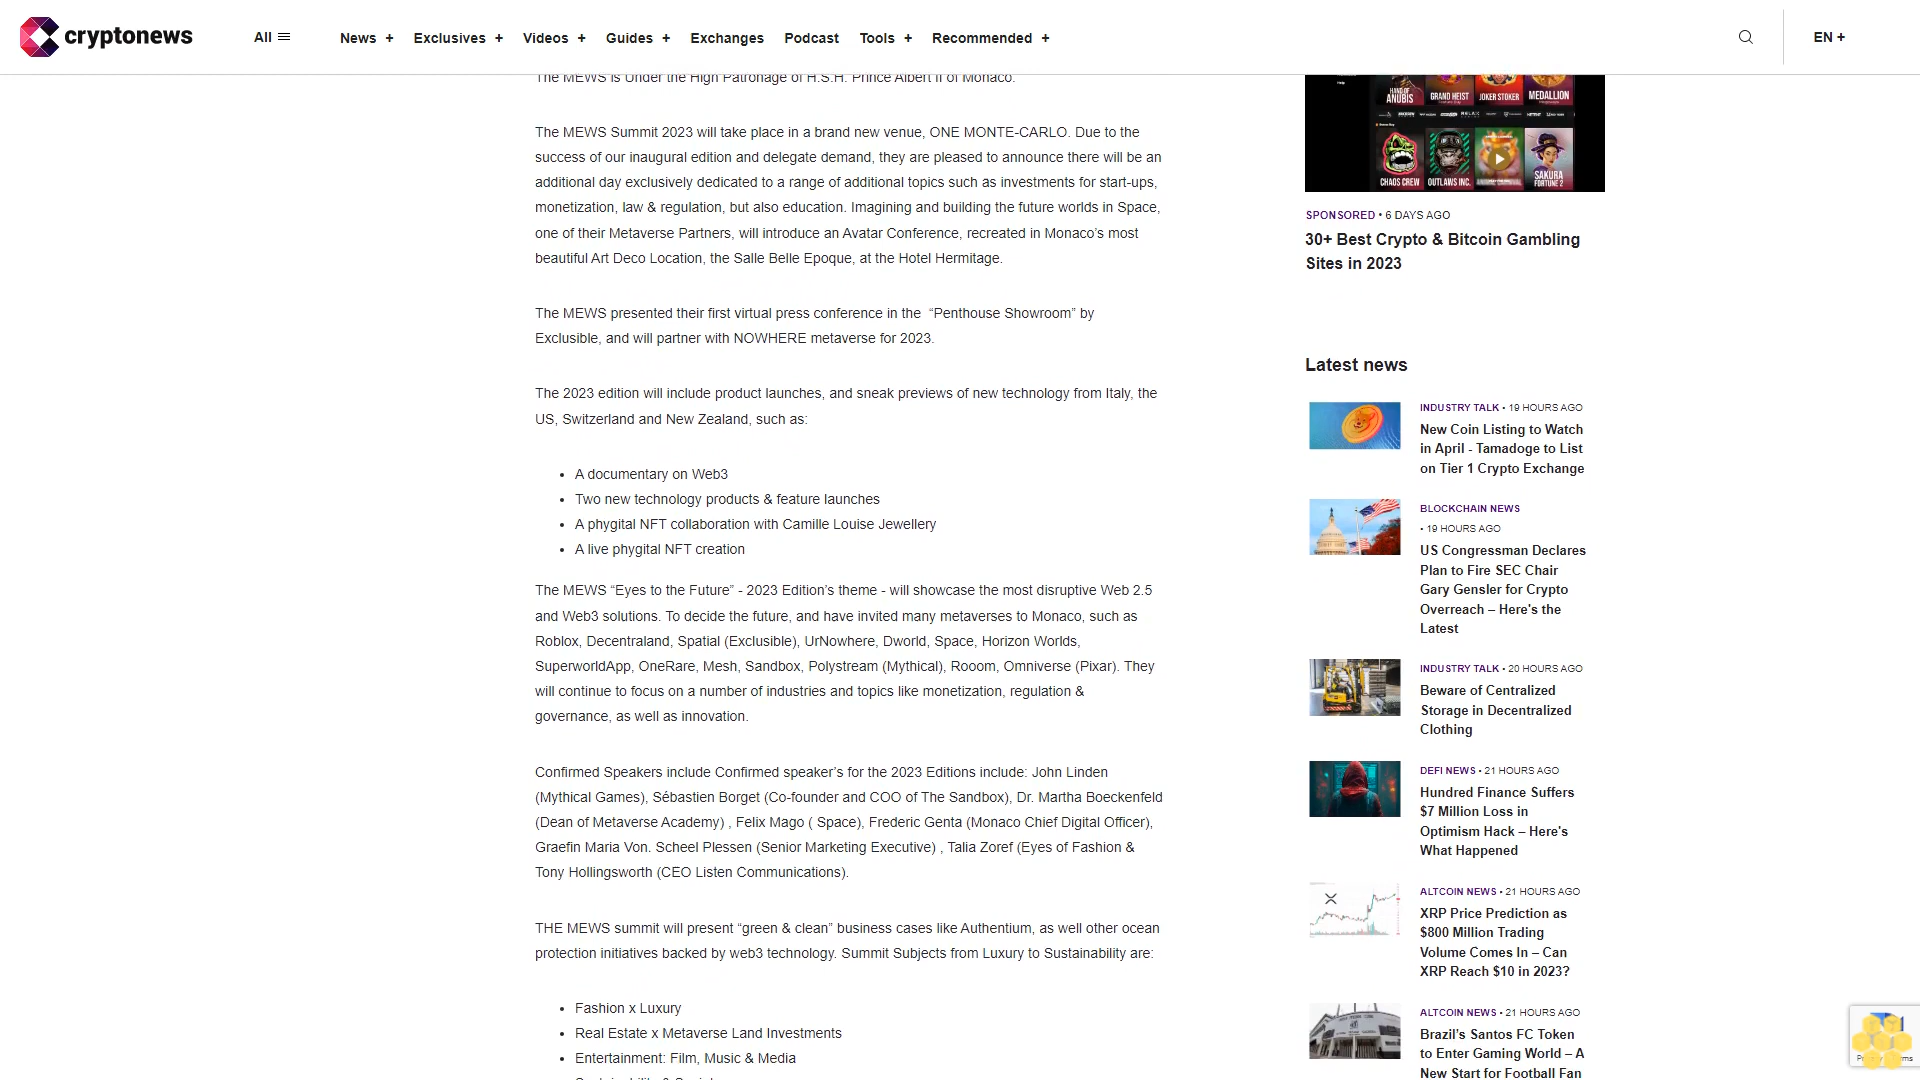 cryptonews
All
News +
Exclusives +
Videos +
Guides +
Exchanges
Podcast
Tools +
Recommended +
EN +
The MEWS is Under the High Patronage of H.S.H. Prince Albert II of Monaco.
The MEWS Summit 2023 will take place in a brand new venue, ONE MONTE-CARLO. Due to the
success of our inaugural edition and delegate demand, they are pleased to announce there will be an
additional day exclusively dedicated to a range of additional topics such as investments for start-ups,
monetization, law & regulation, but also education. Imagining and building the future worlds in Space,
one of their Metaverse Partners, will introduce an Avatar Conference, recreated in Monaco’s most
beautiful Art Deco Location, the Salle Belle Epoque, at the Hotel Hermitage.
The MEWS presented their first virtual press conference in the “Penthouse Showroom” by
Exclusible, and will partner with NOWHERE metaverse for 2023.
The 2023 edition will include product launches, and sneak previews of new technology from Italy, the
US, Switzerland and New Zealand, such as:
• A documentary on Web3
• Two new technology products & feature launches
• A phygital NFT collaboration with Camille Louise Jewellery
• A live phygital NFT creation
The MEWS “Eyes to the Future” - 2023 Edition’s theme - will showcase the most disruptive Web 2.5
and Web3 solutions. To decide the future, and have invited many metaverses to Monaco, such as
Roblox, Decentraland, Spatial (Exclusible), UrNowhere, Dworld, Space, Horizon Worlds,
SuperworldApp, OneRare, Mesh, Sandbox, Polystream (Mythical), Rooom, Omniverse (Pixar). They
will continue to focus on a number of industries and topics like monetization, regulation &
governance, as well as innovation.
Confirmed Speakers include Confirmed speaker’s for the 2023 Editions include: John Linden
(Mythical Games), Sébastien Borget (Co-founder and COO of The Sandbox), Dr. Martha Boeckenfeld
(Dean of Metaverse Academy) , Felix Mago ( Space), Frederic Genta (Monaco Chief Digital Officer),
Graefin Maria Von. Scheel Plessen (Senior Marketing Executive) , Talia Zoref (Eyes of Fashion &
Tony Hollingsworth (CEO Listen Communications).
THE MEWS summit will present “green & clean” business cases like Authentium, as well other ocean
protection initiatives backed by web3 technology. Summit Subjects from Luxury to Sustainability are:
• Fashion x Luxury
• Real Estate x Metaverse Land Investments
• Entertainment: Film, Music & Media
HAND OF
ANUBIS
GRAND HEIST
JOKER STOKER
MEDALLION
CHAOS CREW
OUTLAWS INC.
SAKURA
FORTUNE 2
SPONSORED • 6 DAYS AGO
30+ Best Crypto & Bitcoin Gambling
Sites in 2023
Latest news
INDUSTRY TALK • 19 HOURS AGO
New Coin Listing to Watch
in April - Tamadoge to List
on Tier 1 Crypto Exchange
BLOCKCHAIN NEWS
• 19 HOURS AGO
US Congressman Declares
Plan to Fire SEC Chair
Gary Gensler for Crypto
Overreach – Here's the
Latest
INDUSTRY TALK • 20 HOURS AGO
Beware of Centralized
Storage in Decentralized
Clothing
DEFI NEWS • 21 HOURS AGO
Hundred Finance Suffers
$7 Million Loss in
Optimism Hack – Here's
What Happened
ALTCOIN NEWS • 21 HOURS AGO
XRP Price Prediction as
$800 Million Trading
Volume Comes In – Can
XRP Reach $10 in 2023?
ALTCOIN NEWS • 21 HOURS AGO
Brazil’s Santos FC Token
to Enter Gaming World – A
New Start for Football Fan